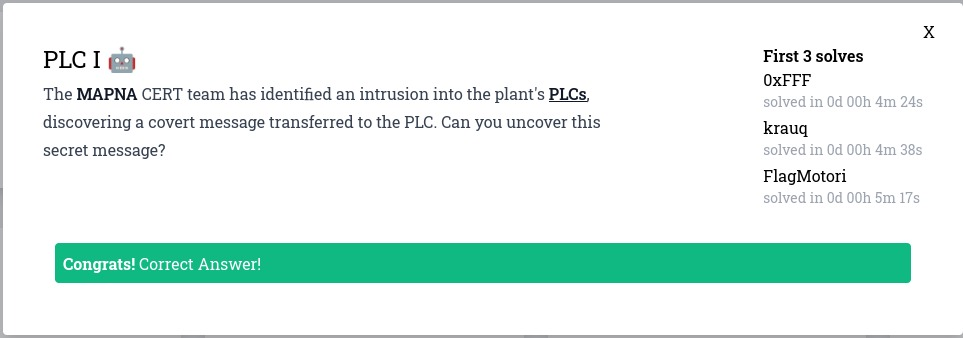 X
PLC I 🤖
The MAPNA CERT team has identified an intrusion into the plant's PLCs,
discovering a covert message transferred to the PLC. Can you uncover this
secret message?
First 3 solves
0xFFF
solved in 0d 00h 4m 24s
krauq
solved in 0d 00h 4m 38s
FlagMotori
solved in 0d 00h 5m 17s
Congrats! Correct Answer!